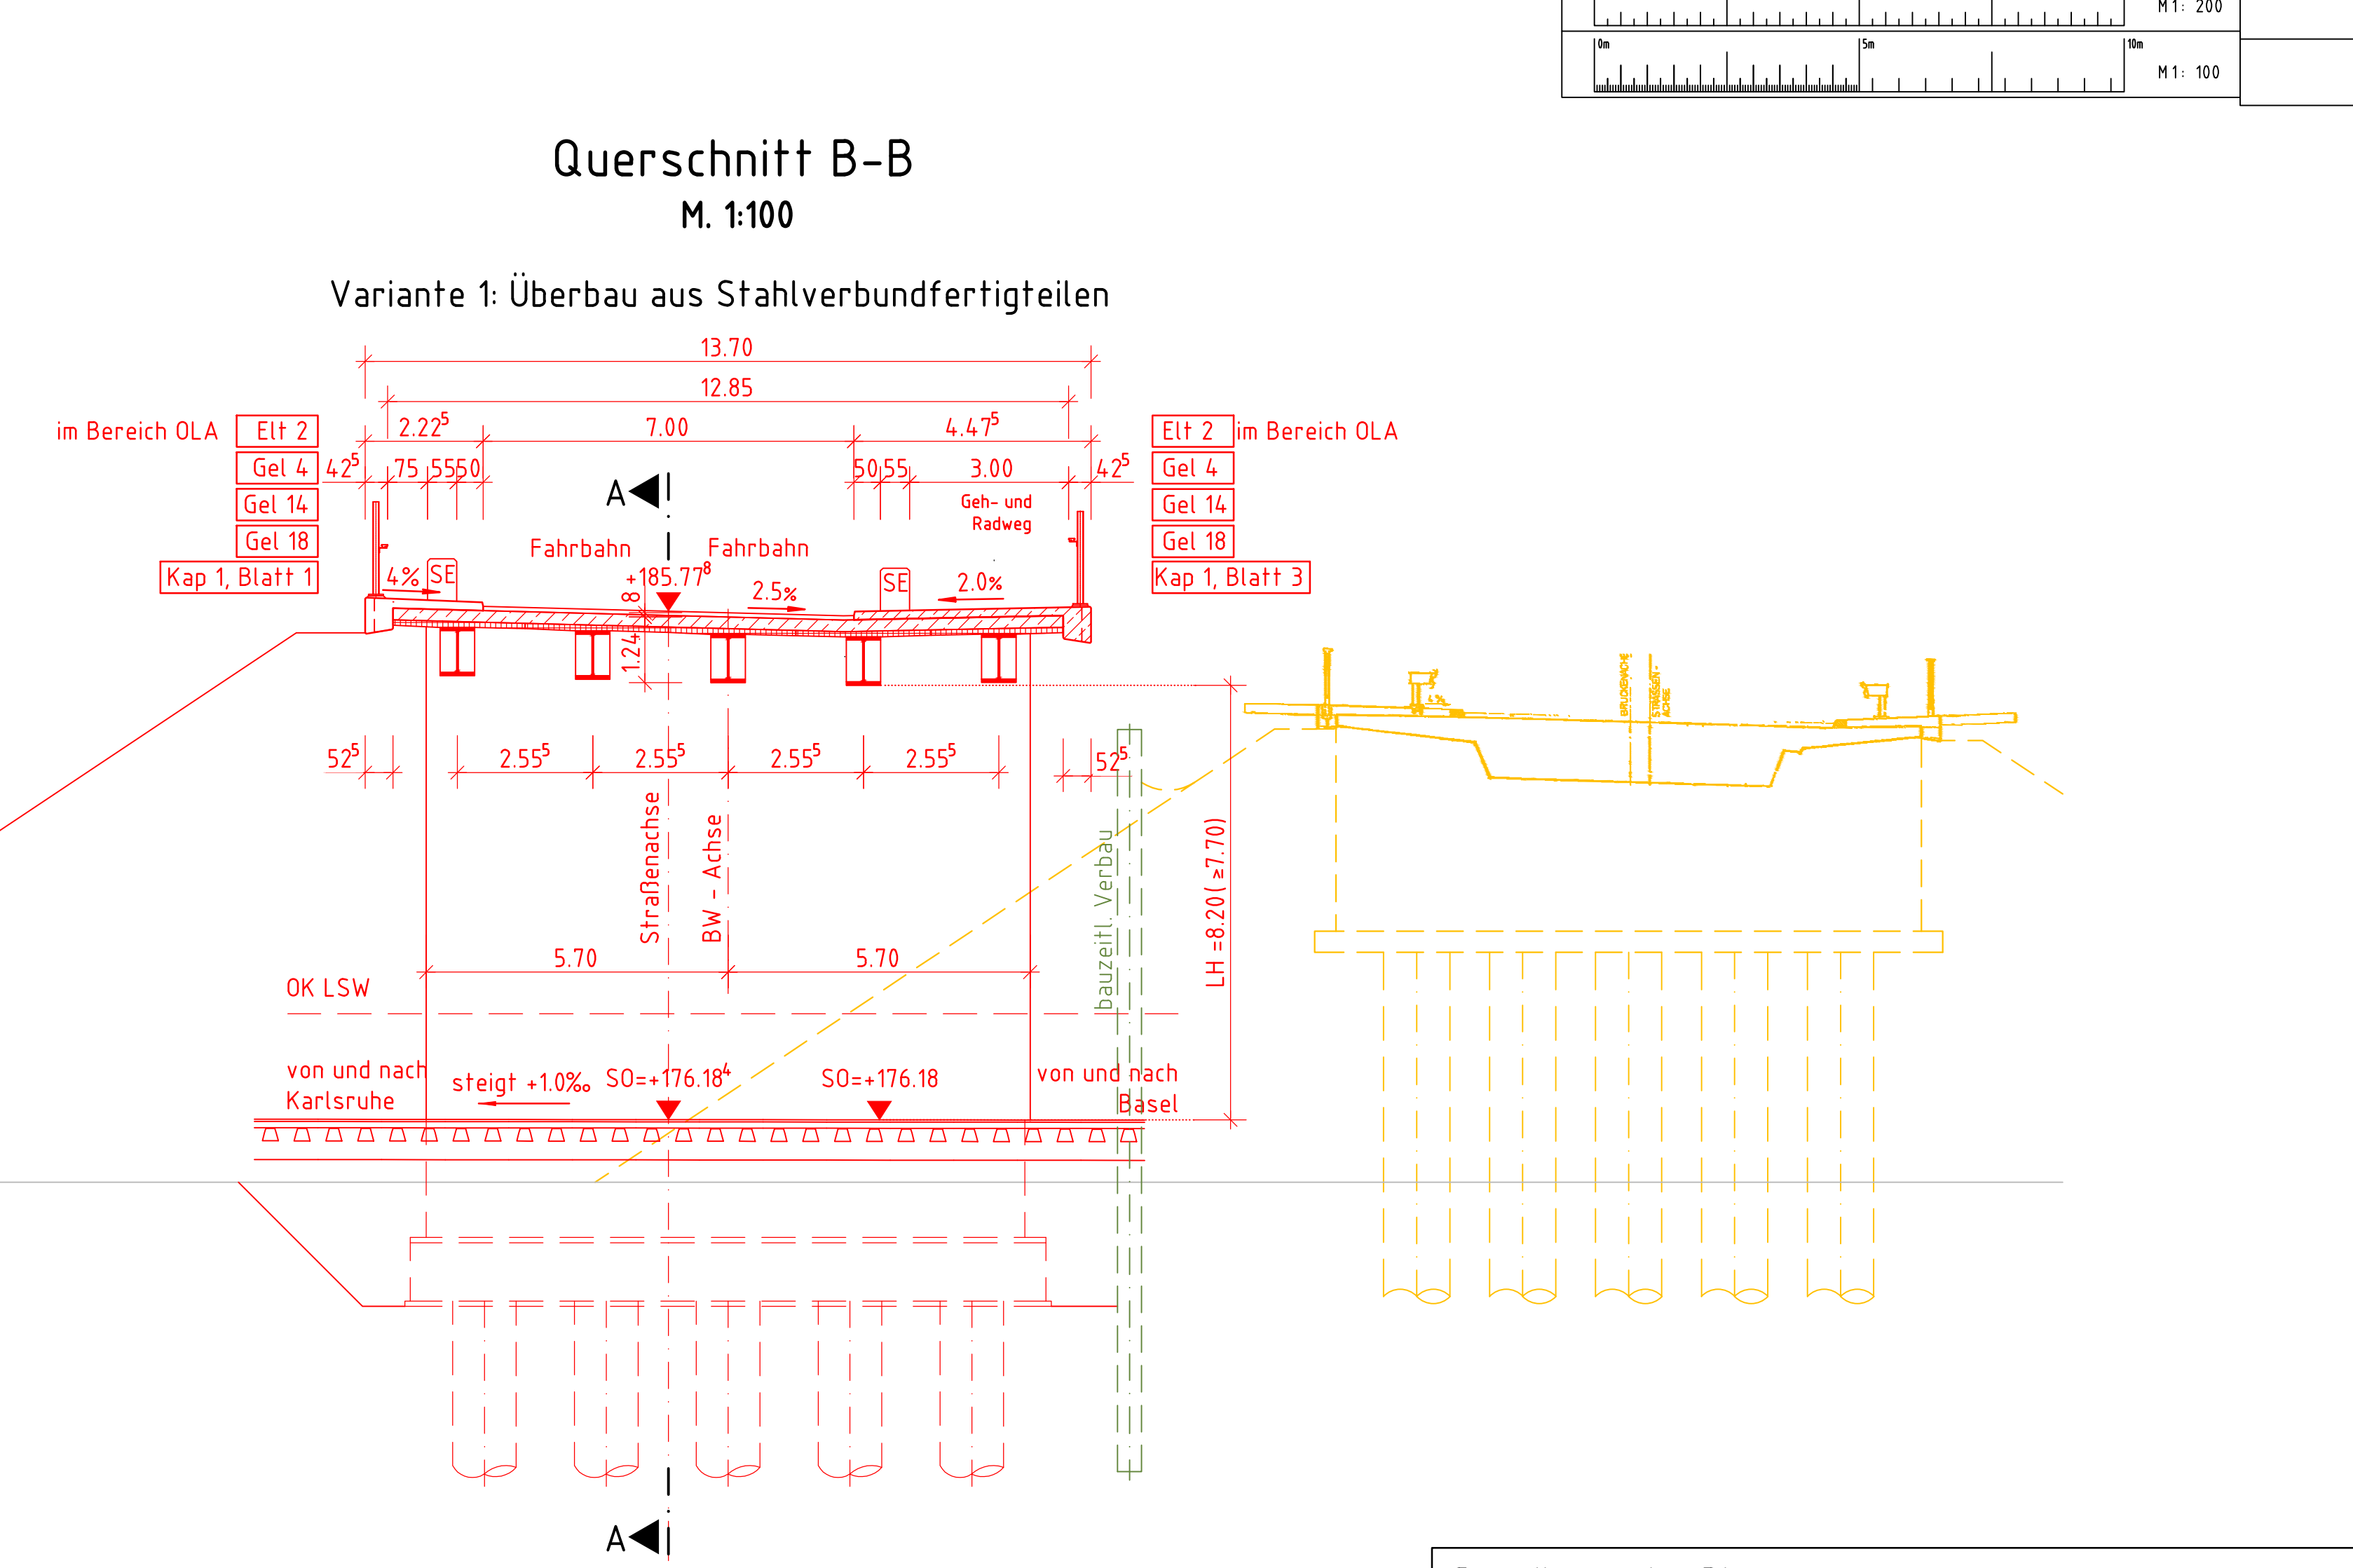 M 1: 200
0m 5m 10m
M 1: 100
Querschnitt B-B
M. 1:100
Variante 1: Überbau aus Stahlverbundfertigteilen
13.70
12.85
2.22⁵ 7.00 4.47⁵
im Bereich OLA Elt 2
Elt 2 im Bereich OLA
Gel 4 42⁵ 75 55 50
50 55 3.00 42⁵ Gel 4
A
Geh- und
Radweg
Gel 14
Gel 14
Gel 18
Gel 18
Fahrbahn Fahrbahn
Kap 1, Blatt 1
Kap 1, Blatt 3
4% SE +185.77⁸ 2.5% SE 2.0%
8
1.24
BRÜCKENACHSE
STRASSEN-
ACHSE
52⁵ 2.55⁵ 2.55⁵ 2.55⁵ 2.55⁵ 52⁵
Straßenachse
BW - Achse
bauzeitl. Verbau
LH =8.20( ≥7.70)
5.70 5.70
OK LSW
von und nach
Karlsruhe
steigt +1.0‰ SO=+176.18⁴ SO=+176.18
von und nach
Basel
A